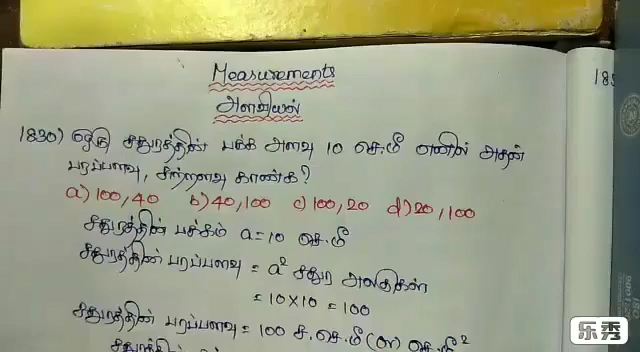 Measurements
அளவியல்
1830) ஒரு சதுரத்தின் பக்க அளவு 10 செ.மீ எனில் அதன்
பரப்பளவு, சுற்றளவு காண்க?
a) 100,40 b) 40,100 c) 100,20 d) 20,100
சதுரத்தின் பக்கம் a = 10 செ.மீ
சதுரத்தின் பரப்பளவு = a² சதுர அலகுகள்
= 10×10 = 100
சதுரத்தின் பரப்பளவு = 100 ச.செ.மீ (or) செ.மீ²
சதுரத்தின்
乐秀